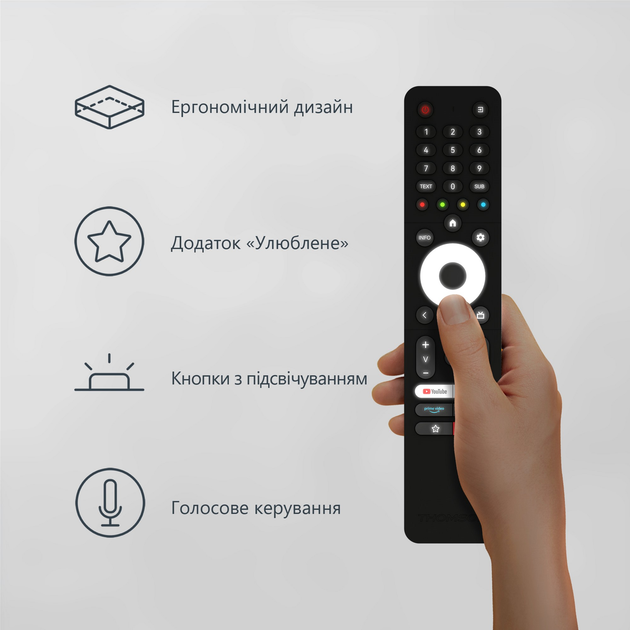 Ергономічний дизайн
Додаток «Улюблене»
Кнопки з підсвічуванням
Голосове керування
1 2 3
4 5 6
7 8 9
TEXT 0 SUB
INFO
+
V
−
YouTube
prime video